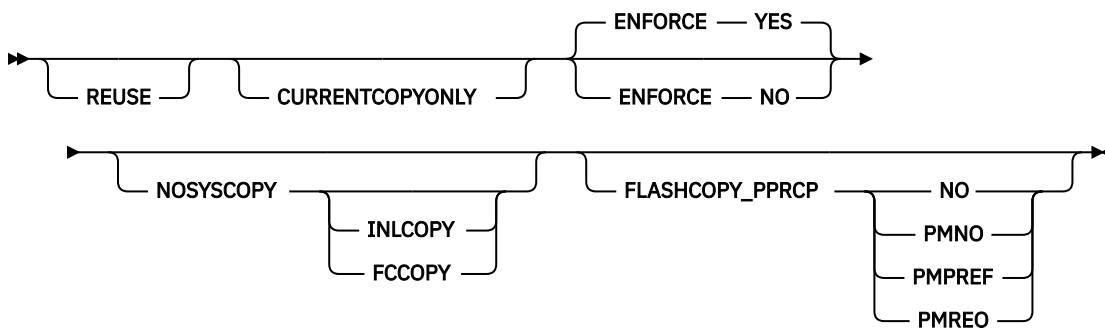 ENFORCE YES
REUSE CURRENTCOPYONLY ENFORCE NO
NOSYSCOPY FLASHCOPY_PPRCP NO
INLCOPY PMNO
FCCOPY PMPREF
PMREO